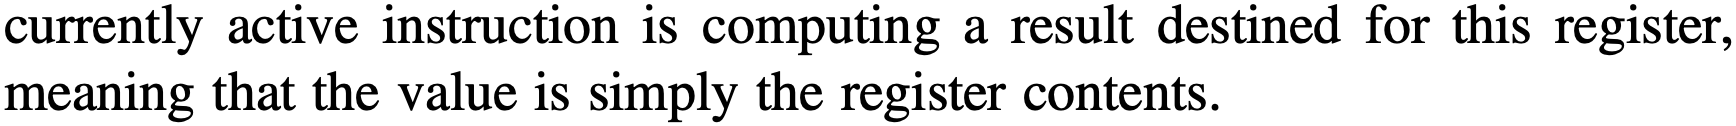 currently active instruction is computing a result destined for this register,
meaning that the value is simply the register contents.